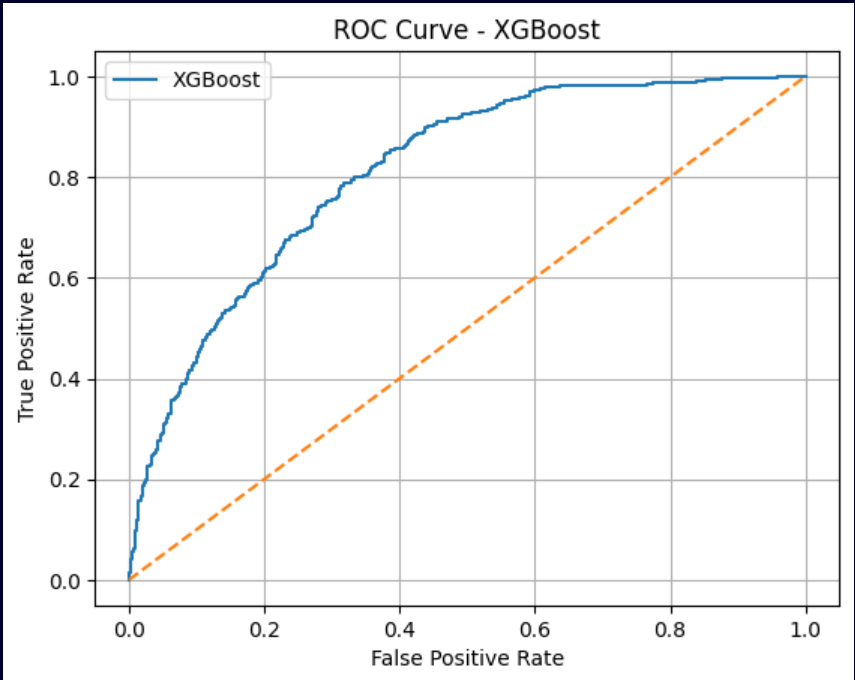 ROC Curve - XGBoost
XGBoost
True Positive Rate
1.0
0.8
0.6
0.4
0.2
0.0
0.0 0.2 0.4 0.6 0.8 1.0
False Positive Rate